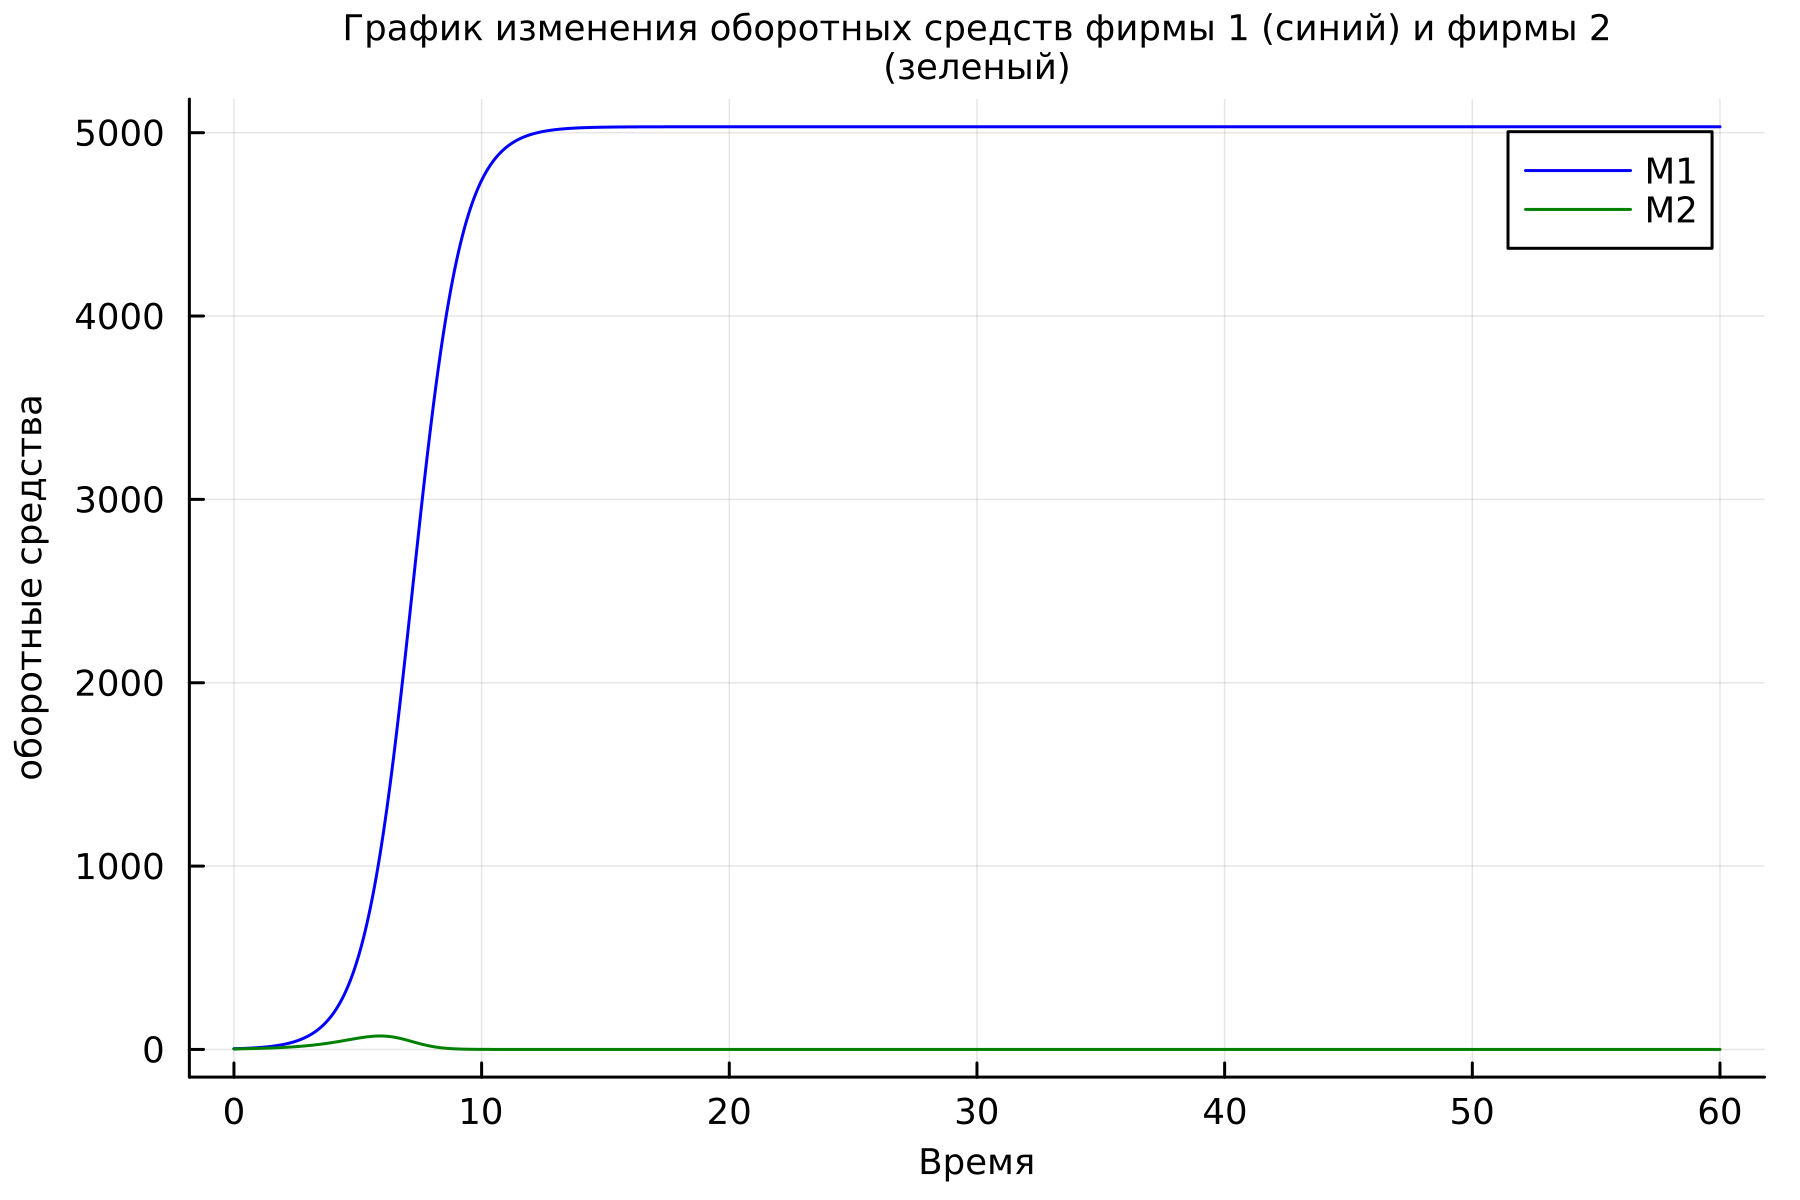 График изменения оборотных средств фирмы 1 (синий) и фирмы 2
(зеленый)
5000
4000
3000
2000
1000
0
оборотные средства
M1
M2
0 10 20 30 40 50 60
Время